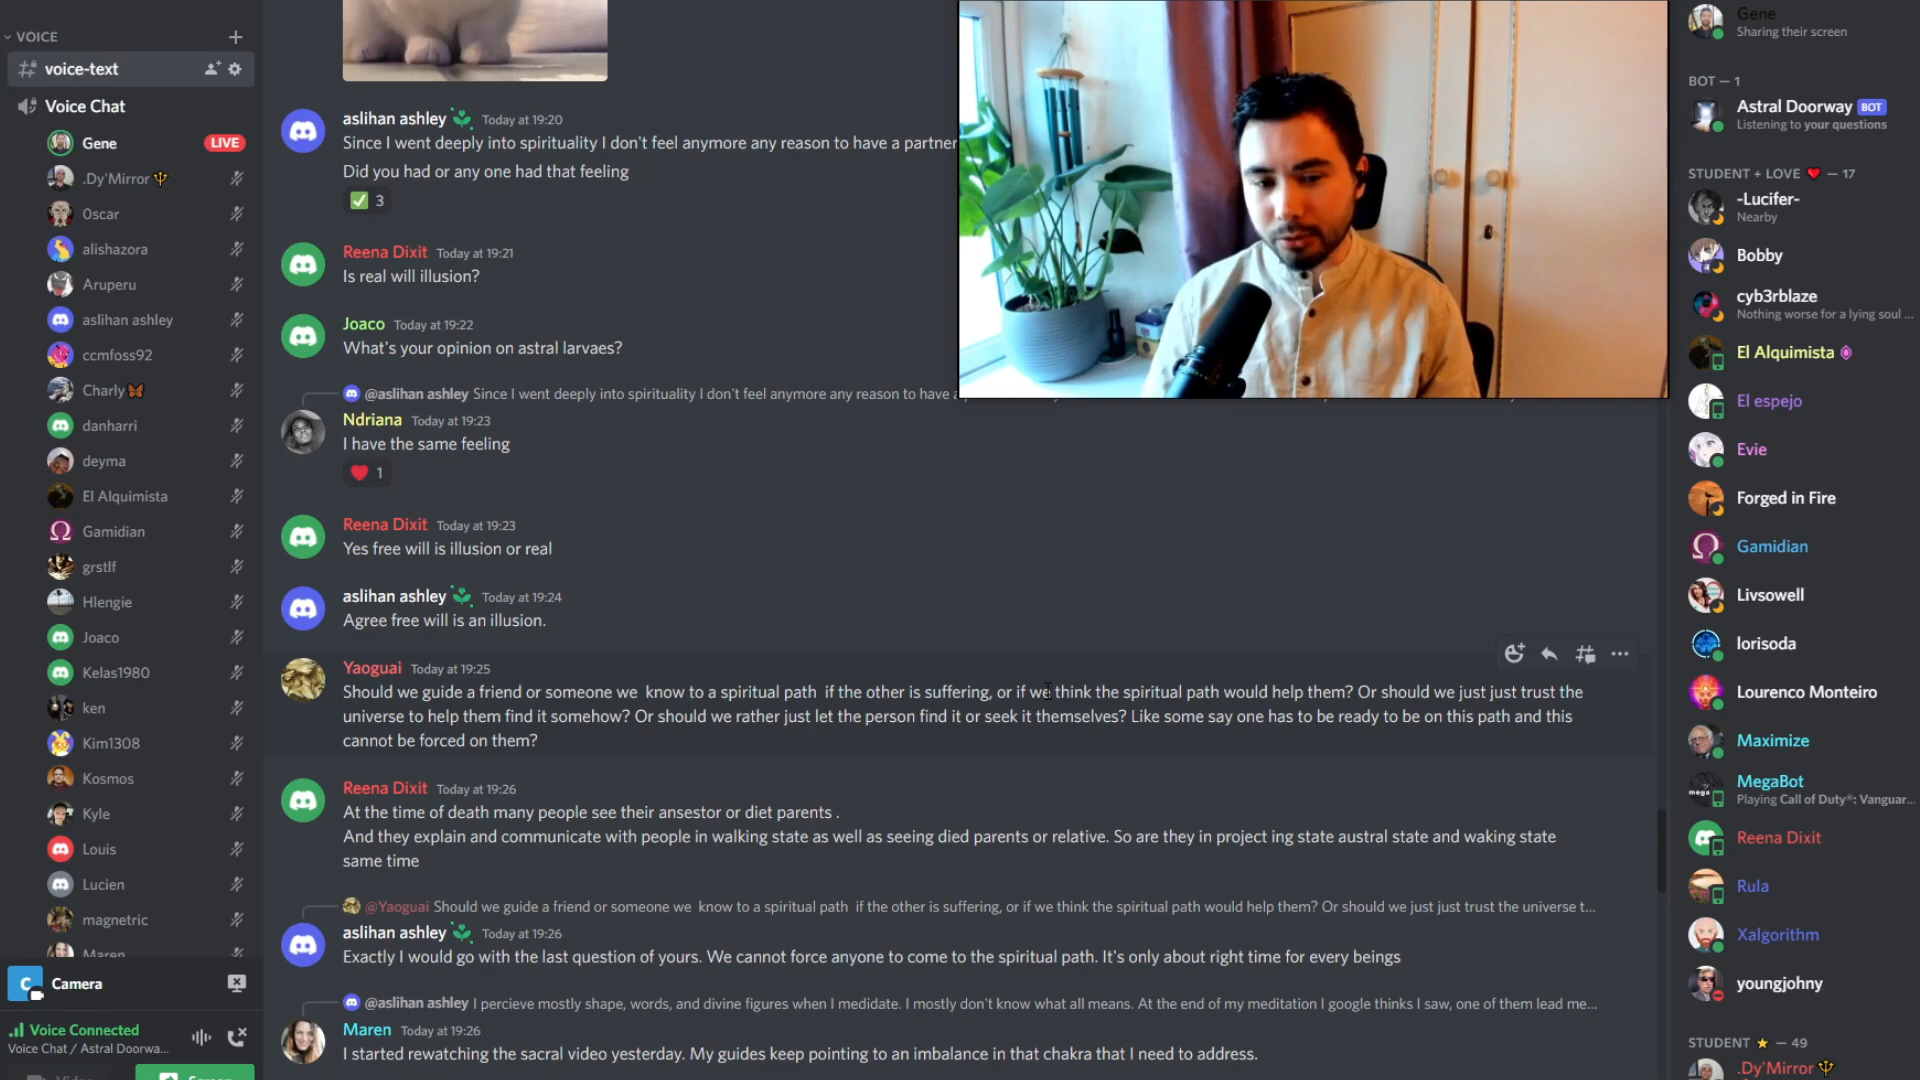 VOICE
voice-text
Voice Chat
Gene
LIVE
.Dy'Mirror
0scar
alishazora
Aruperu
aslihan ashley
ccmfoss92
Charly
danharri
deyma
El Alquimista
Gamidian
grstlf
Hlengie
Joaco
Kelas1980
ken
Kim1308
Kosmos
Kyle
Louis
Lucien
magnetric
Maren
C
Camera
Voice Connected
Voice Chat / Astral Doorwa...
Video
Screen
aslihan ashley Today at 19:20
Since I went deeply into spirituality I don't feel anymore any reason to have a partner
Did you had or any one had that feeling
3
Reena Dixit Today at 19:21
Is real will illusion?
Joaco Today at 19:22
What's your opinion on astral larvaes?
@aslihan ashley Since I went deeply into spirituality I don't feel anymore any reason to have
Ndriana Today at 19:23
I have the same feeling
1
Reena Dixit Today at 19:23
Yes free will is illusion or real
aslihan ashley Today at 19:24
Agree free will is an illusion.
Yaoguai Today at 19:25
Should we guide a friend or someone we know to a spiritual path if the other is suffering, or if we think the spiritual path would help them? Or should we just just trust the
universe to help them find it somehow? Or should we rather just let the person find it or seek it themselves? Like some say one has to be ready to be on this path and this
cannot be forced on them?
Reena Dixit Today at 19:26
At the time of death many people see their ansestor or diet parents .
And they explain and communicate with people in walking state as well as seeing died parents or relative. So are they in project ing state austral state and waking state
same time
@Yaoguai Should we guide a friend or someone we know to a spiritual path if the other is suffering, or if we think the spiritual path would help them? Or should we just just trust the universe t...
aslihan ashley Today at 19:26
Exactly I would go with the last question of yours. We cannot force anyone to come to the spiritual path. It's only about right time for every beings
@aslihan ashley I percieve mostly shape, words, and divine figures when I medidate. I mostly don't know what all means. At the end of my meditation I google thinks I saw, one of them lead me...
Maren Today at 19:26
I started rewatching the sacral video yesterday. My guides keep pointing to an imbalance in that chakra that I need to address.
Gene
Sharing their screen
BOT — 1
Astral Doorway BOT
Listening to your questions
STUDENT + LOVE — 17
-Lucifer-
Nearby
Bobby
cyb3rblaze
Nothing worse for a lying soul ...
El Alquimista
El espejo
Evie
Forged in Fire
Gamidian
Livsowell
lorisoda
Lourenco Monteiro
Maximize
mega
MegaBot
Playing Call of Duty®: Vanguar...
Reena Dixit
Rula
Xalgorithm
youngjohny
STUDENT — 49
.Dy'Mirror